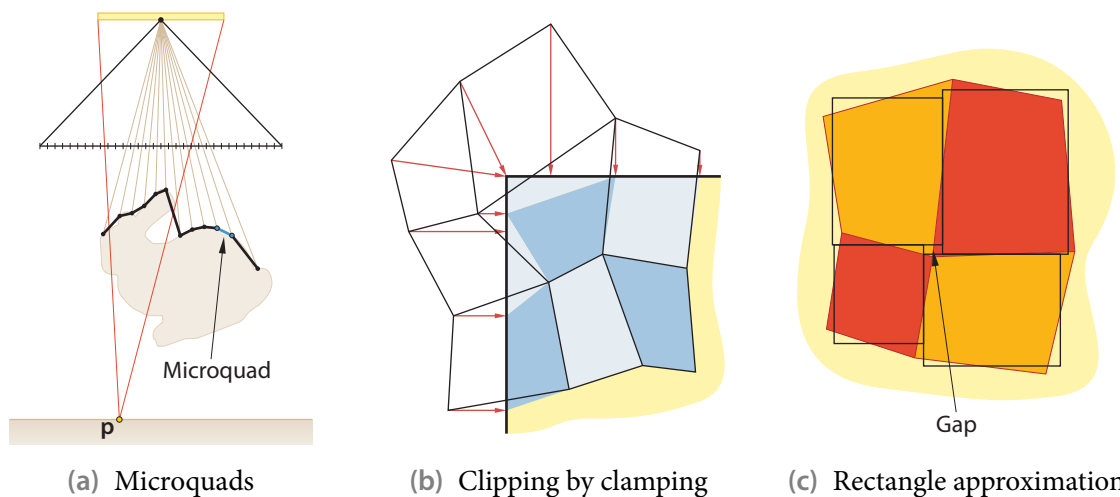 Microquad
p
Gap
(a) Microquads
(b) Clipping by clamping
(c) Rectangle approximation